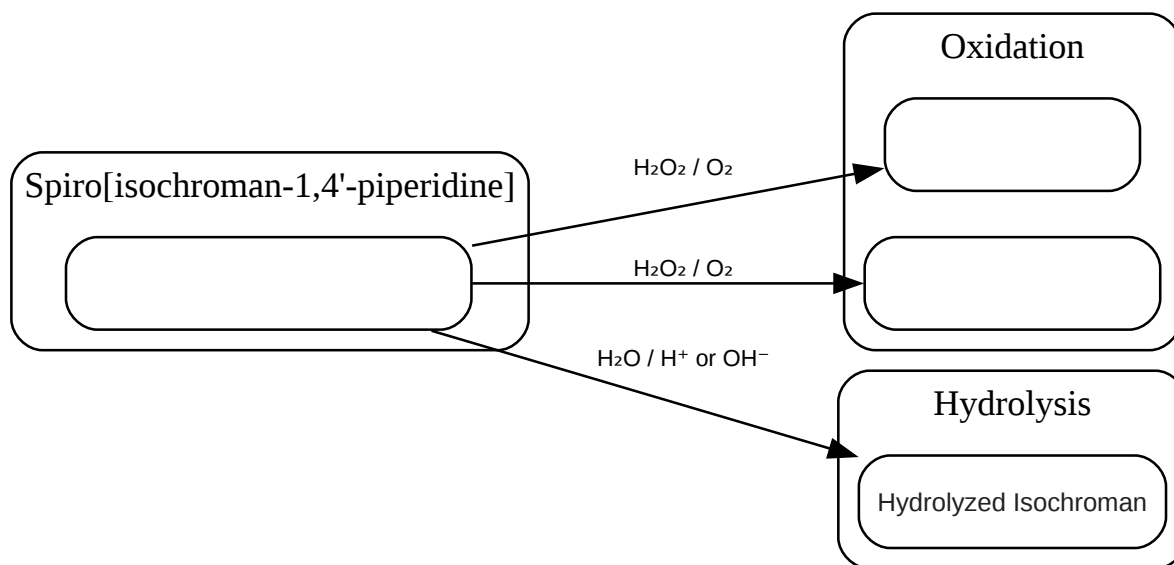 Oxidation
H₂O₂ / O₂
Spiro[isochroman-1,4'-piperidine]
H₂O₂ / O₂
H₂O / H⁺ or OH⁻
Hydrolysis
Hydrolyzed Isochroman